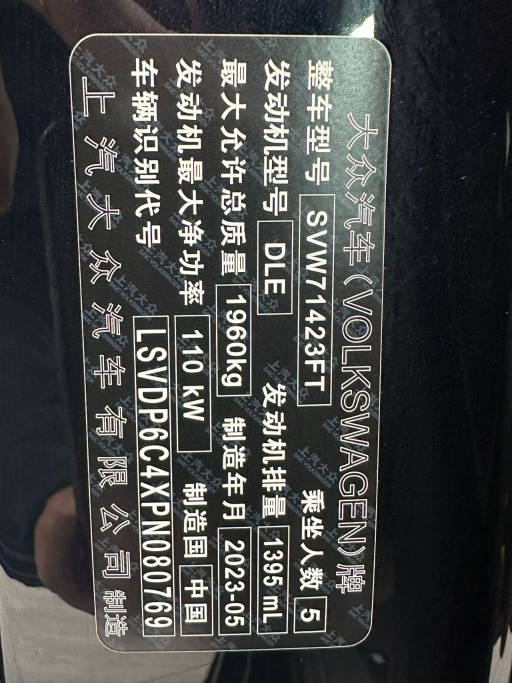 大众汽车(VOLKSWAGEN)牌
整车型号 SVW71423FT 乘坐人数 5
发动机型号 DLE 发动机排量 1395 mL
最大允许总质量 1960kg 制造年月 2023-05
发动机最大净功率 110 kW 制造国 中国
车辆识别代号 LSVDP6C4XPN080769
上汽大众汽车有限公司 制造